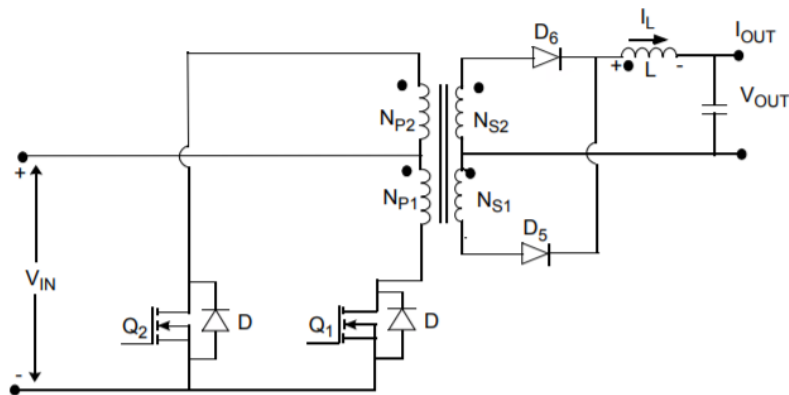 D6
IL
IOUT
+ L -
VOUT
NP2
NS2
+
NP1
NS1
D5
VIN
Q2
D
Q1
D
-